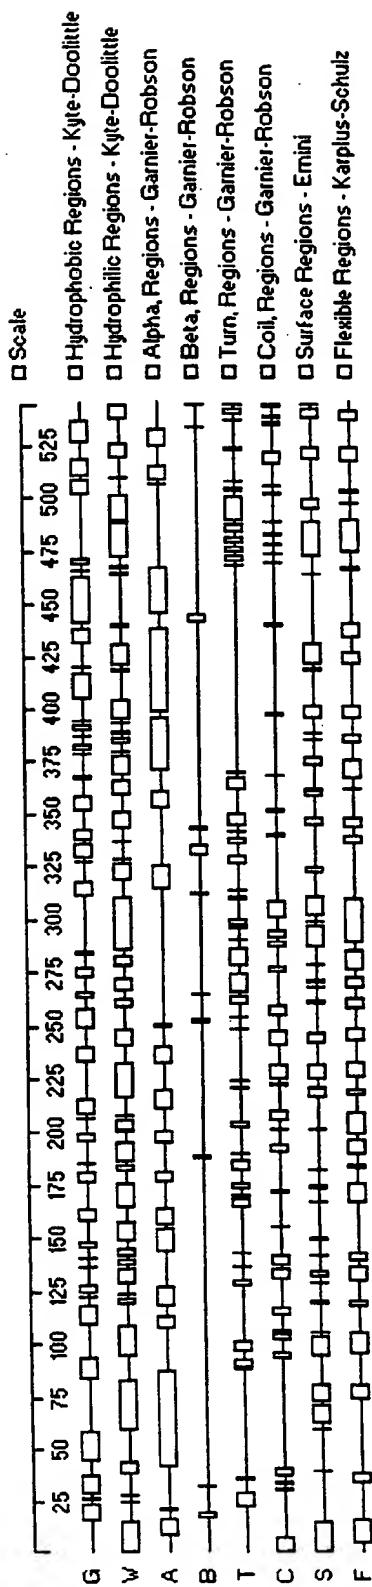 Scale
25 50 75 100 125 150 175 200 225 250 275 300 325 350 375 400 425 450 475 500 525
G Hydrophobic Regions - Kyte-Doolittle
W Hydrophilic Regions - Kyte-Doolittle
A Alpha, Regions - Garnier-Robson
B Beta, Regions - Garnier-Robson
T Turn, Regions - Garnier-Robson
C Coil, Regions - Garnier-Robson
S Surface Regions - Emini
F Flexible Regions - Karplus-Schulz